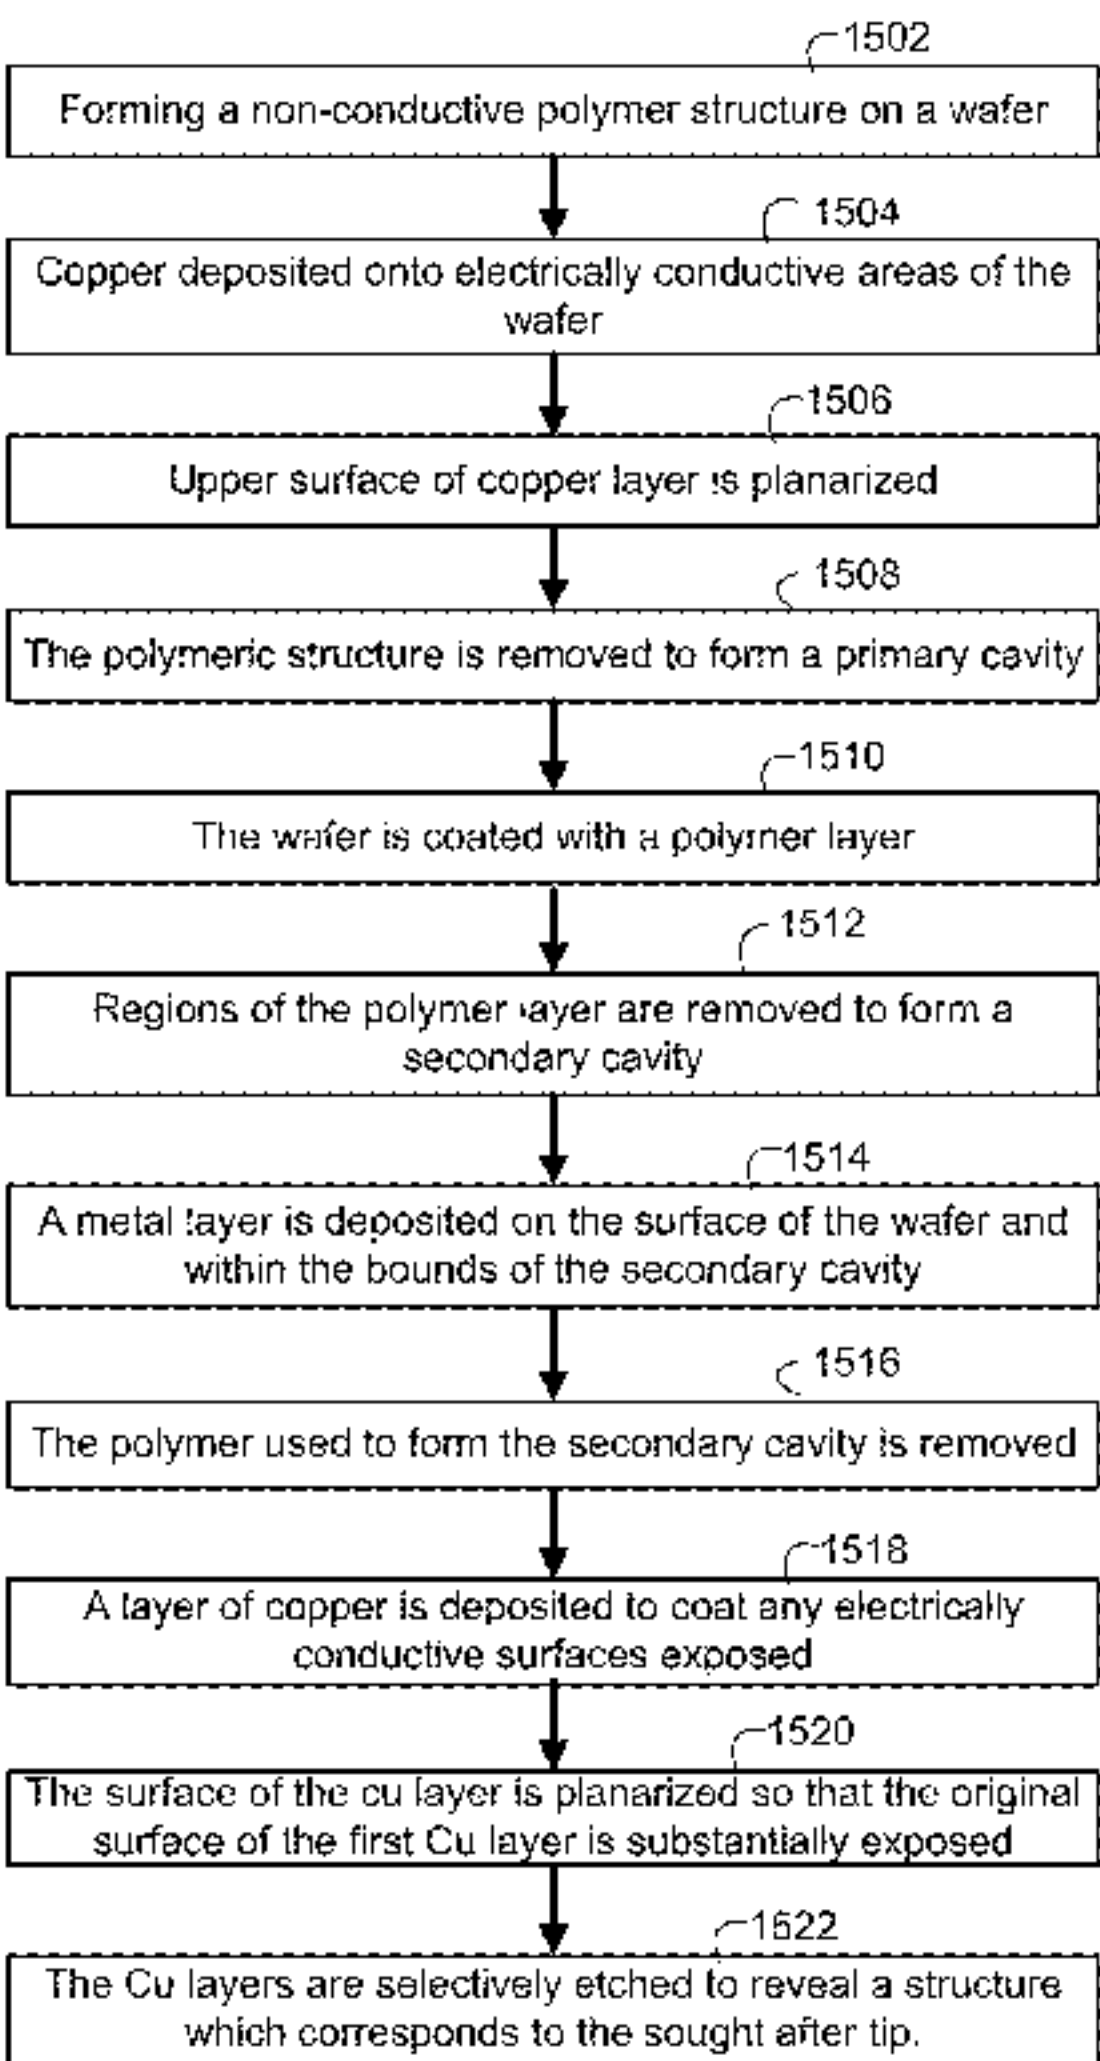 1502
Forming a non-conductive polymer structure on a wafer
1504
Copper deposited onto electrically conductive areas of the
wafer
1506
Upper surface of copper layer is planarized
1508
The polymeric structure is removed to form a primary cavity
1510
The wafer is coated with a polymer layer
1512
Regions of the polymer layer are removed to form a
secondary cavity
1514
A metal layer is deposited on the surface of the wafer and
within the bounds of the secondary cavity
1516
The polymer used to form the secondary cavity is removed
1518
A layer of copper is deposited to coat any electrically
conductive surfaces exposed
1520
The surface of the cu layer is planarized so that the original
surface of the first Cu layer is substantially exposed
1522
The Cu layers are selectively etched to reveal a structure
which corresponds to the sought after tip.